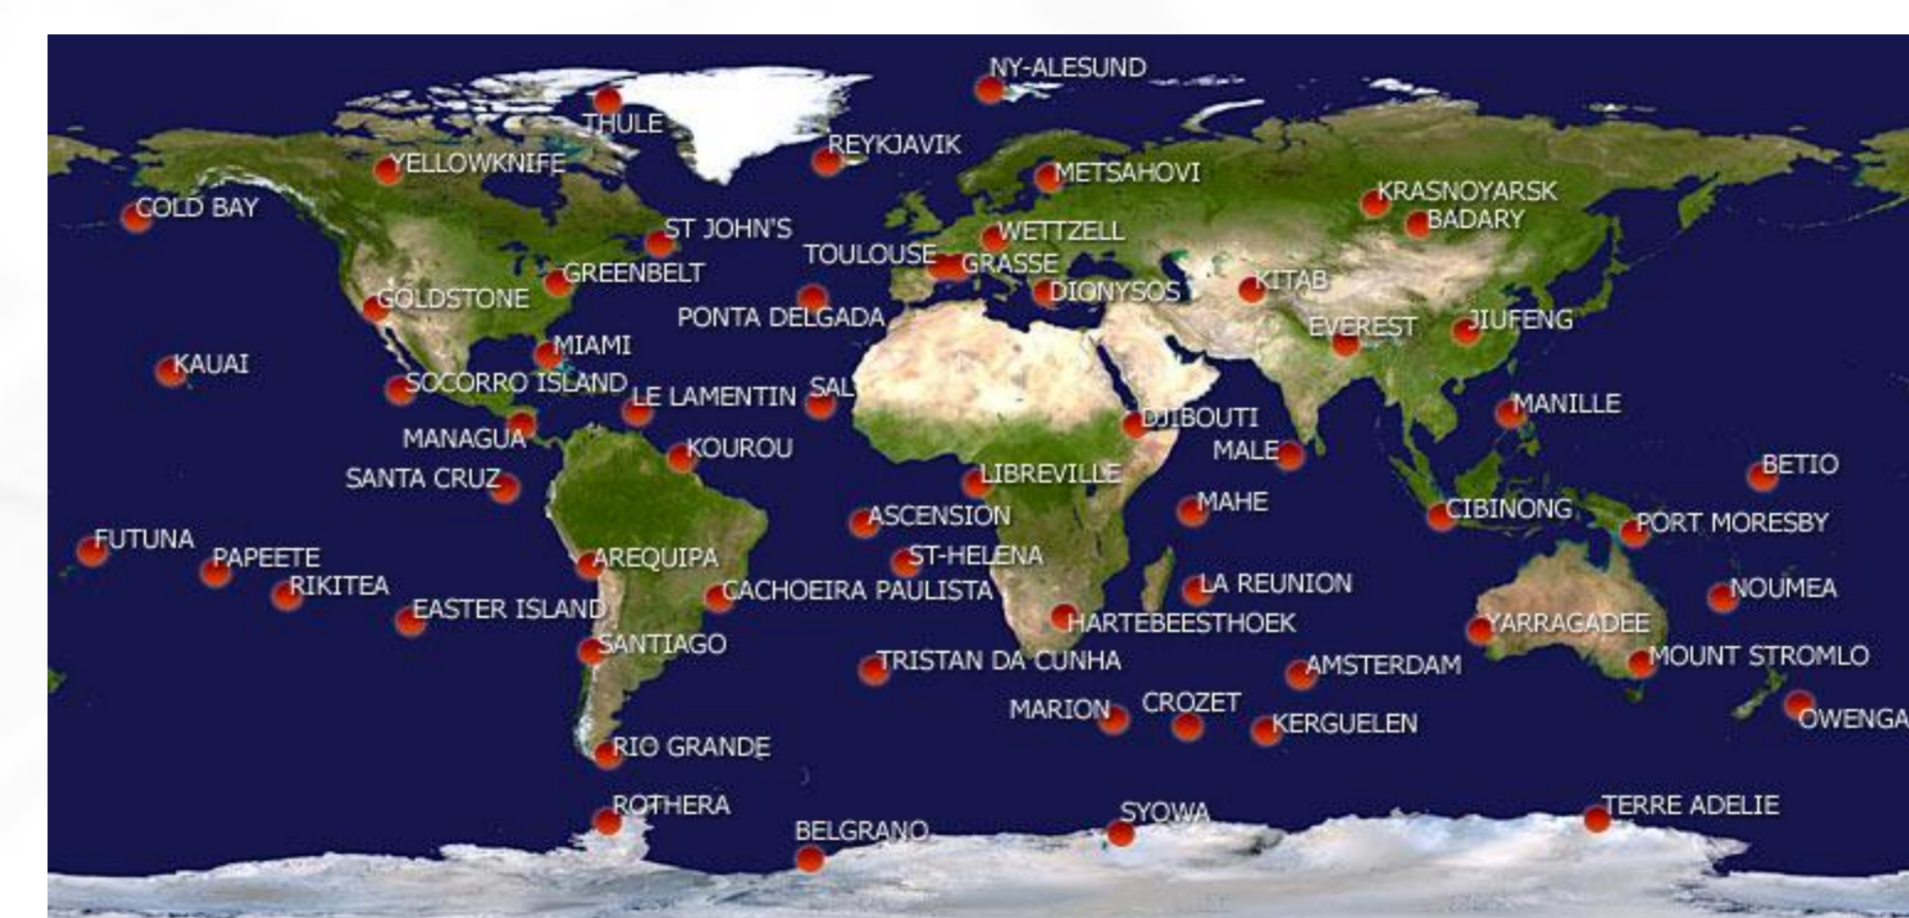 NY-ALESUND
THULE
REYKJAVIK
YELLOWKNIFE
METSAHOVI
KRASNOYARSK
COLD BAY
BADARY
ST JOHN'S
WETTZELL
TOULOUSE
GRASSE
GREENBELT
KITAB
DIONYSOS
GOLDSTONE
PONTA DELGADA
EVEREST
JIUFENG
MIAMI
KAUAI
SOCORRO ISLAND
LE LAMENTIN
SAL
MANILLE
DJIBOUTI
MANAGUA
KOUROU
MALE
BETIO
SANTA CRUZ
LIBREVILLE
MAHE
CIBINONG
ASCENSION
PORT MORESBY
FUTUNA
PAPEETE
AREQUIPA
ST-HELENA
RIKITEA
CACHOEIRA PAULISTA
LA REUNION
NOUMEA
EASTER ISLAND
HARTEBEESTHOEK
YARRAGADEE
SANTIAGO
TRISTAN DA CUNHA
AMSTERDAM
MOUNT STROMLO
MARION
CROZET
KERGUELEN
OWENGA
RIO GRANDE
ROTHERA
SYOWA
TERRE ADELIE
BELGRANO